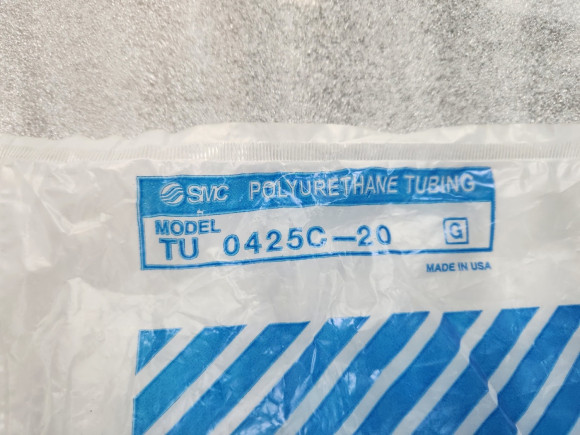 SMC POLYURETHANE TUBING
MODEL
TU 0425C-20 G
MADE IN USA